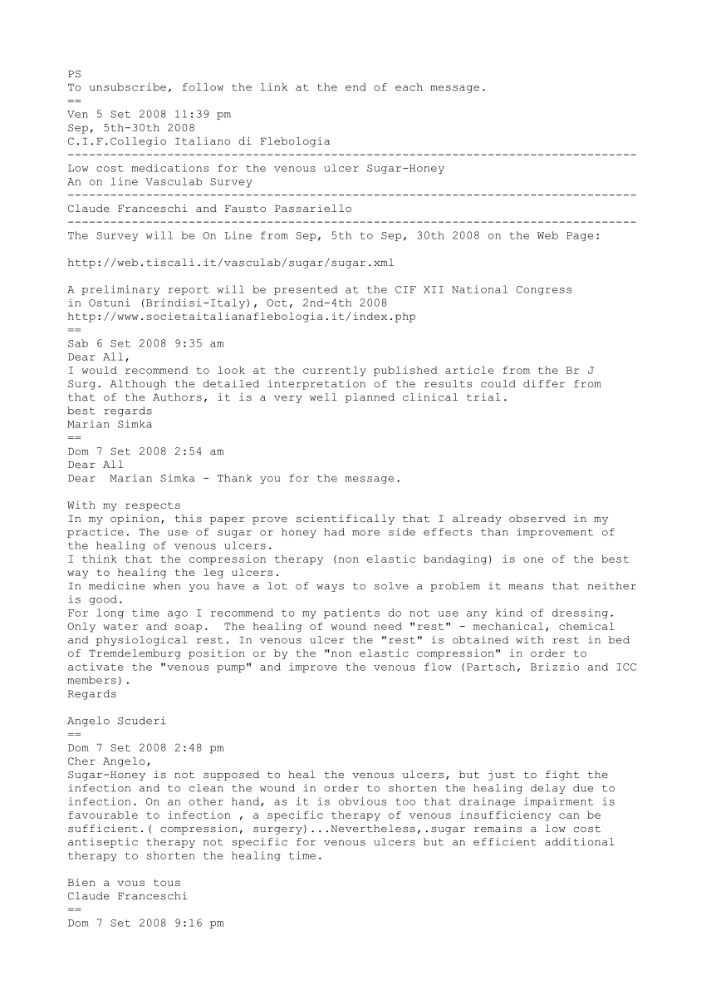 PS
To unsubscribe, follow the link at the end of each message.
==
Ven 5 Set 2008 11:39 pm
Sep, 5th-30th 2008
C.I.F.Collegio Italiano di Flebologia
-------------------------------------------------------------------------------
Low cost medications for the venous ulcer Sugar-Honey
An on line Vasculab Survey
-------------------------------------------------------------------------------
Claude Franceschi and Fausto Passariello
-------------------------------------------------------------------------------
The Survey will be On Line from Sep, 5th to Sep, 30th 2008 on the Web Page:

http://web.tiscali.it/vasculab/sugar/sugar.xml

A preliminary report will be presented at the CIF XII National Congress
in Ostuni (Brindisi-Italy), Oct, 2nd-4th 2008
http://www.societaitalianaflebologia.it/index.php
==
Sab 6 Set 2008 9:35 am
Dear All,
I would recommend to look at the currently published article from the Br J
Surg. Although the detailed interpretation of the results could differ from
that of the Authors, it is a very well planned clinical trial.
best regards
Marian Simka
==
Dom 7 Set 2008 2:54 am
Dear All
Dear  Marian Simka - Thank you for the message.

With my respects
In my opinion, this paper prove scientifically that I already observed in my
practice. The use of sugar or honey had more side effects than improvement of
the healing of venous ulcers.
I think that the compression therapy (non elastic bandaging) is one of the best
way to healing the leg ulcers.
In medicine when you have a lot of ways to solve a problem it means that neither
is good.
For long time ago I recommend to my patients do not use any kind of dressing.
Only water and soap.  The healing of wound need "rest" - mechanical, chemical
and physiological rest. In venous ulcer the "rest" is obtained with rest in bed
of Tremdelemburg position or by the "non elastic compression" in order to
activate the "venous pump" and improve the venous flow (Partsch, Brizzio and ICC
members).
Regards

Angelo Scuderi
==
Dom 7 Set 2008 2:48 pm
Cher Angelo,
Sugar-Honey is not supposed to heal the venous ulcers, but just to fight the
infection and to clean the wound in order to shorten the healing delay due to
infection. On an other hand, as it is obvious too that drainage impairment is
favourable to infection , a specific therapy of venous insufficiency can be
sufficient.( compression, surgery)...Nevertheless,.sugar remains a low cost
antiseptic therapy not specific for venous ulcers but an efficient additional
therapy to shorten the healing time.

Bien a vous tous
Claude Franceschi
==
Dom 7 Set 2008 9:16 pm